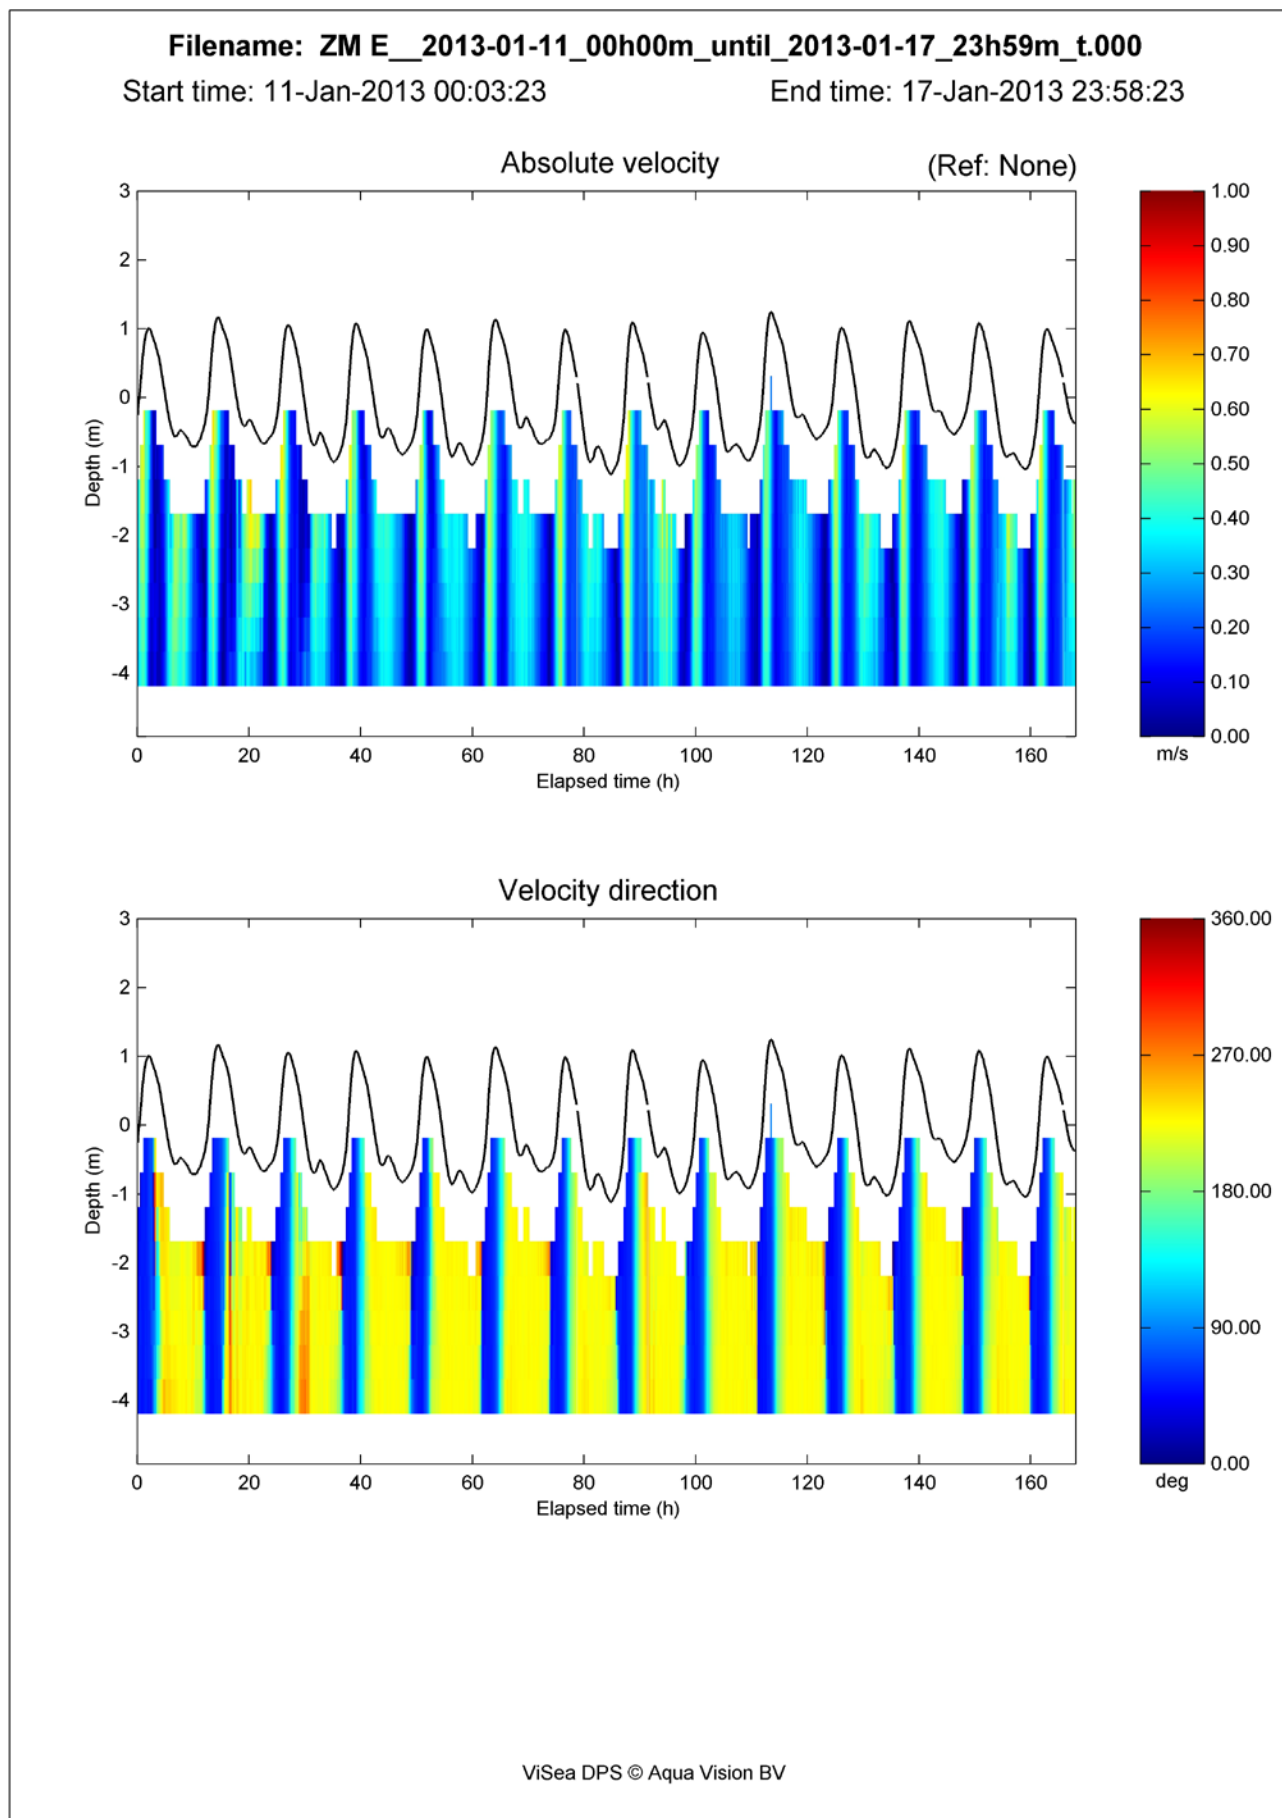 Filename:  ZM E__2013-01-11_00h00m_until_2013-01-17_23h59m_t.000
Start time: 11-Jan-2013 00:03:23 End time: 17-Jan-2013 23:58:23
Absolute velocity (Ref: None)
3
2
1
0
-1
-2
-3
-4
Depth (m)
0 20 40 60 80 100 120 140 160
Elapsed time (h)
1.00
0.90
0.80
0.70
0.60
0.50
0.40
0.30
0.20
0.10
0.00
m/s
Velocity direction
3
2
1
0
-1
-2
-3
-4
Depth (m)
0 20 40 60 80 100 120 140 160
Elapsed time (h)
360.00
270.00
180.00
90.00
0.00
deg
ViSea DPS © Aqua Vision BV